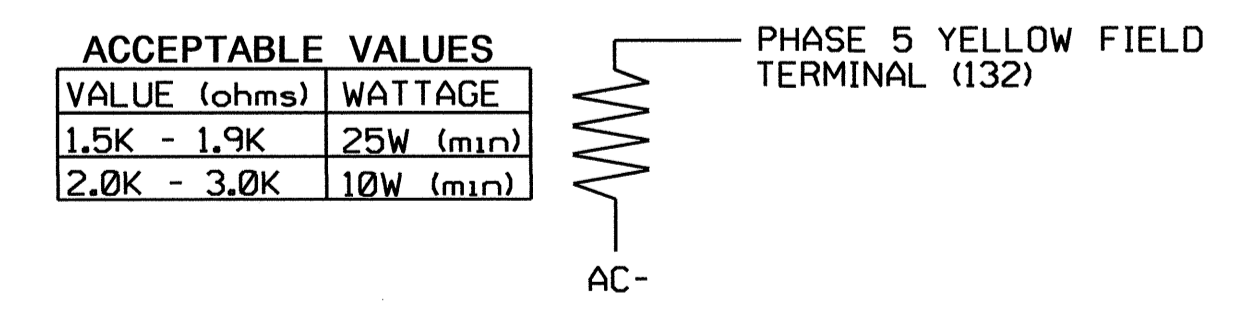 ACCEPTABLE VALUES
VALUE (ohms) WATTAGE
1.5K - 1.9K 25W (min)
2.0K - 3.0K 10W (min)
PHASE 5 YELLOW FIELD
TERMINAL (132)
AC-